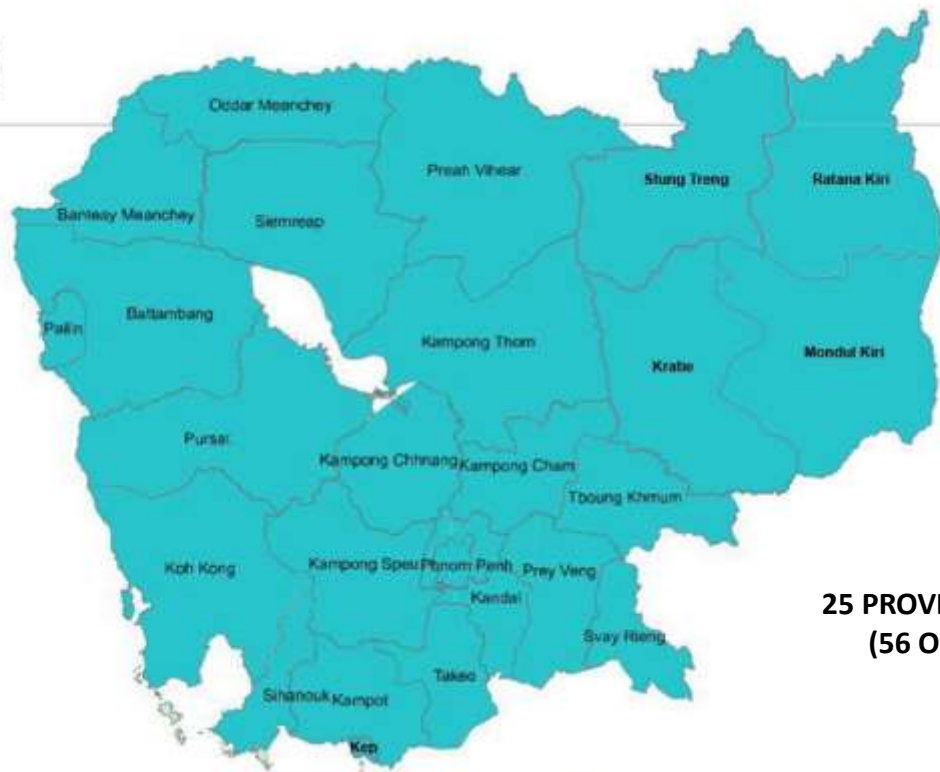 Oddar Meanchey
Preah Vihear
Stung Treng
Ratana Kiri
Banteay Meanchey
Siemreap
Battambang
Pailin
Kampong Thom
Kratie
Mondul Kiri
Pursat
Kampong Chhnang
Kampong Cham
Tboung Khmum
Koh Kong
Kampong Speu
Phnom Penh
Prey Veng
Kandal
25 PROVI
(56 O
Svay Rieng
Takeo
Sihanouk
Kampot
Kep